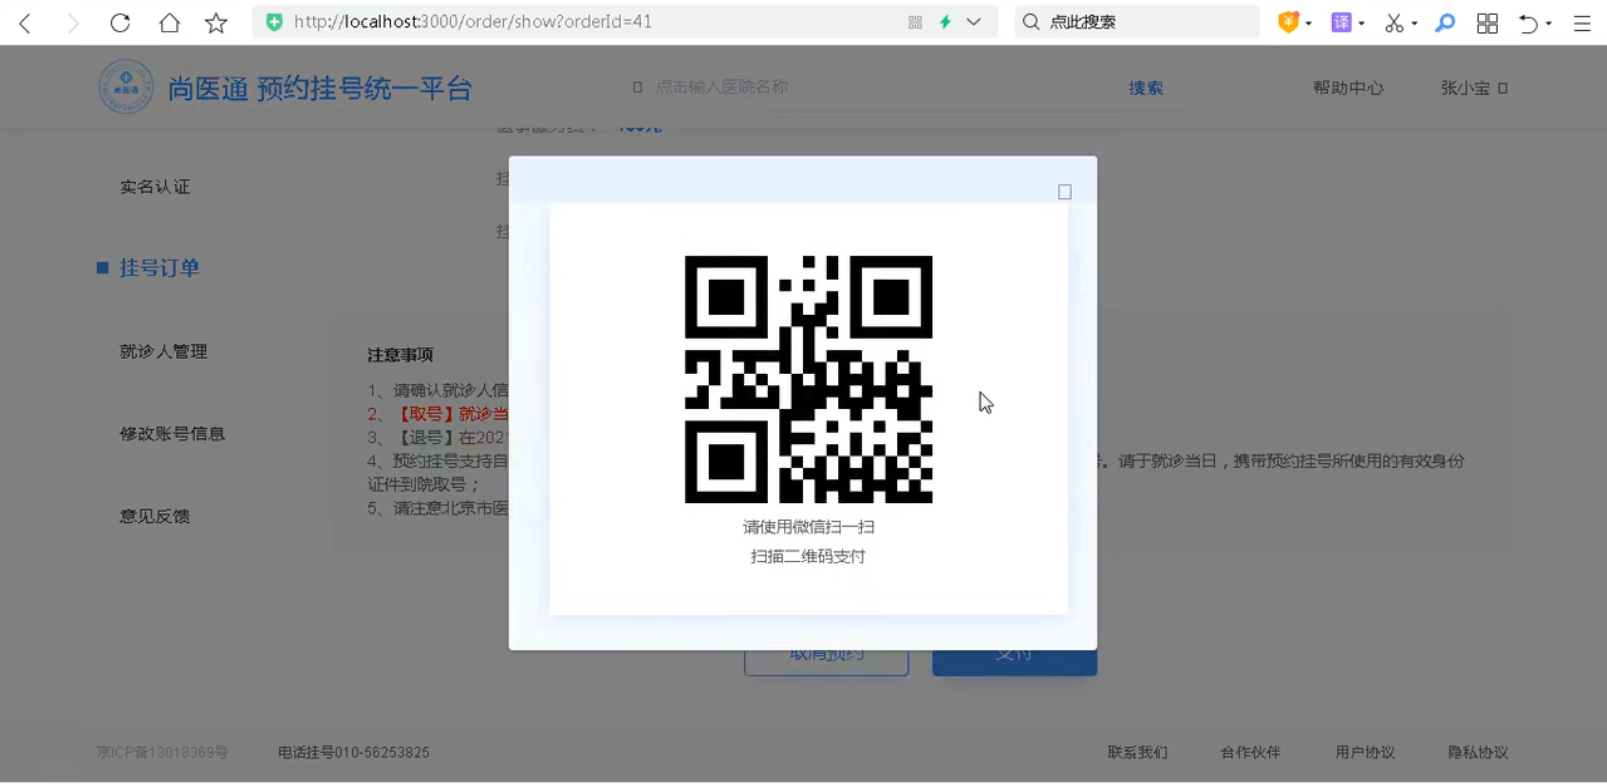 http://localhost:3000/order/show?orderId=41
点此搜索
译
尚医通
尚医通 预约挂号统一平台
点击输入医院名称
搜索
帮助中心
张小宝
实名认证
挂号订单
就诊人管理
修改账号信息
意见反馈
注意事项
1、请确认就诊人信
2、【取号】就诊当
3、【退号】在202
4、预约挂号支持自
。请于就诊当日，携带预约挂号所使用的有效身份
证件到院取号；
5、请注意北京市医
请使用微信扫一扫
扫描二维码支付
取消预约
支付
京ICP备13018369号
电话挂号010-56253825
联系我们
合作伙伴
用户协议
隐私协议